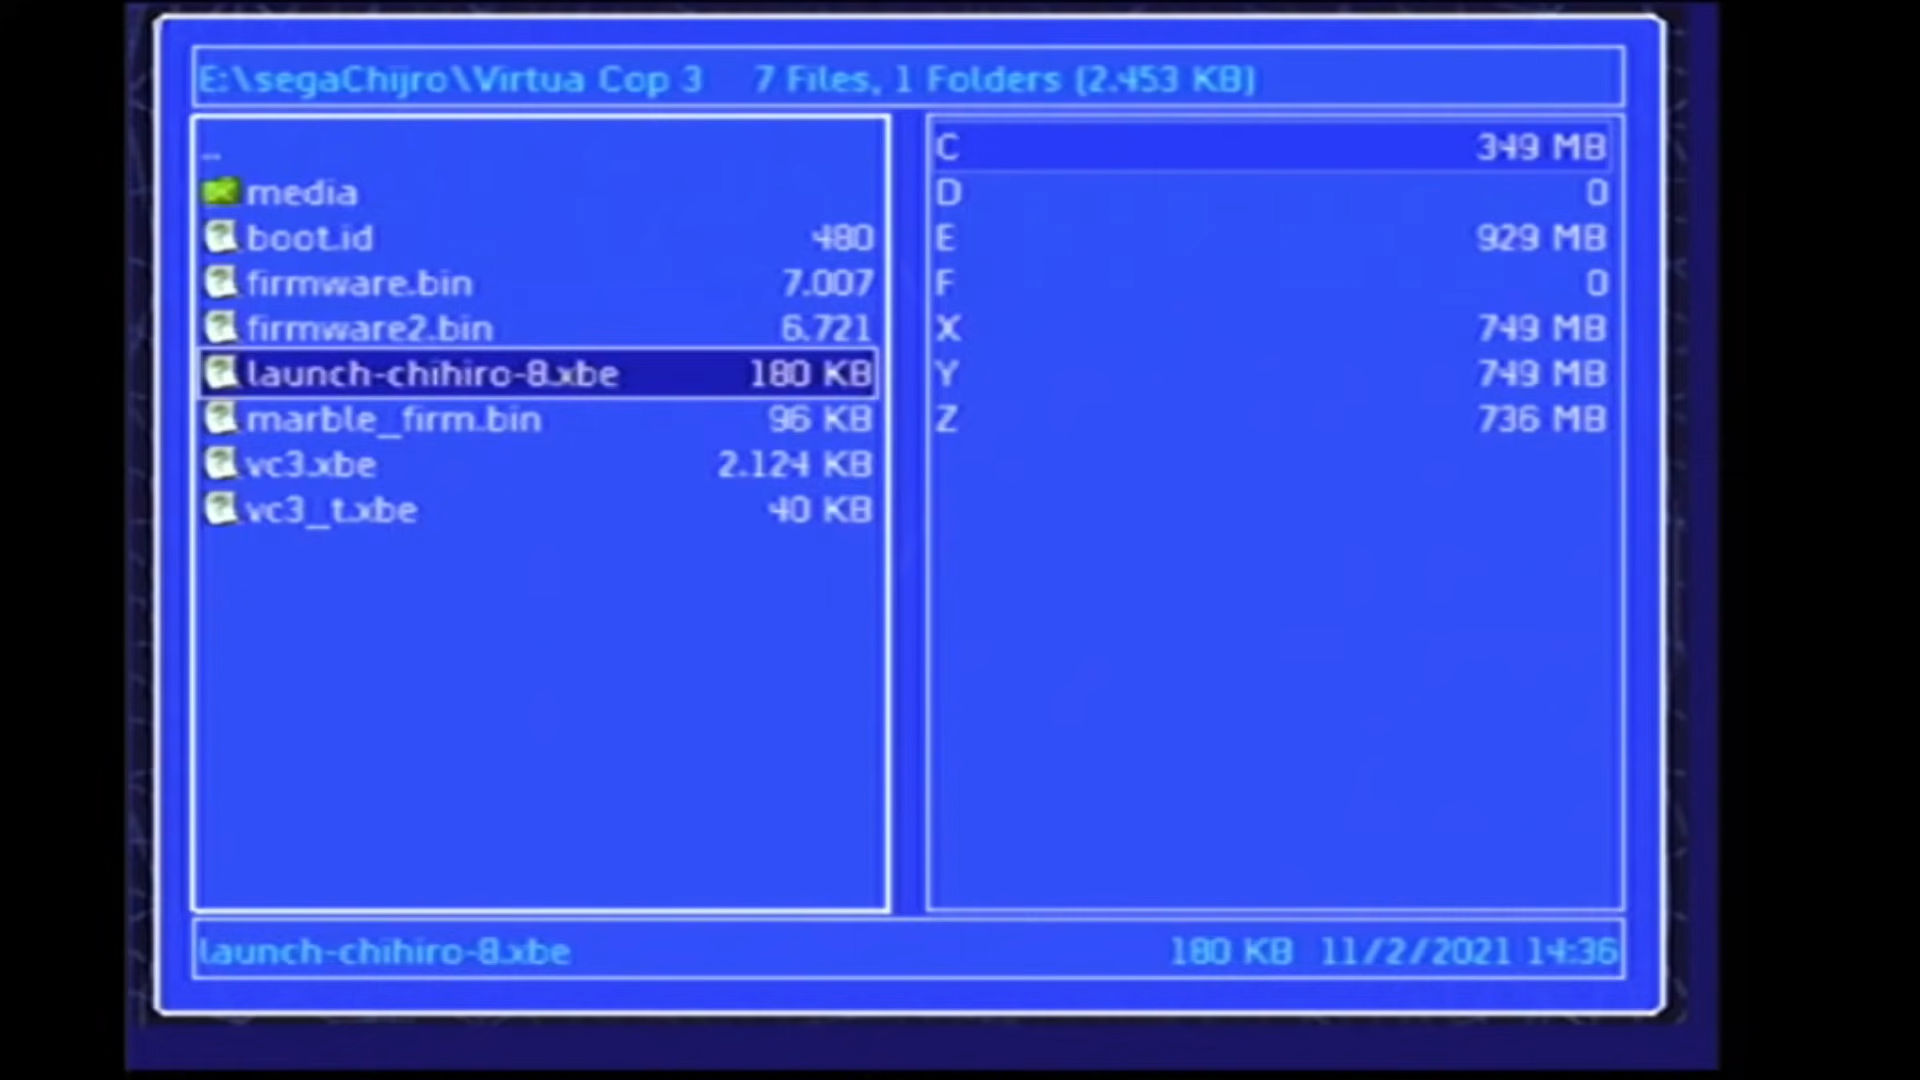 E:\segaChijro\Virtua Cop 3 7 Files, 1 Folders (2.453 KB)
..
media
boot.id 480
firmware.bin 7.007
firmware2.bin 6.721
launch-chihiro-8.xbe 180 KB
marble_firm.bin 96 KB
vc3.xbe 2.124 KB
vc3_t.xbe 40 KB
C 349 MB
D 0
E 929 MB
F 0
X 749 MB
Y 749 MB
Z 736 MB
launch-chihiro-8.xbe 180 KB 11/2/2021 14:36